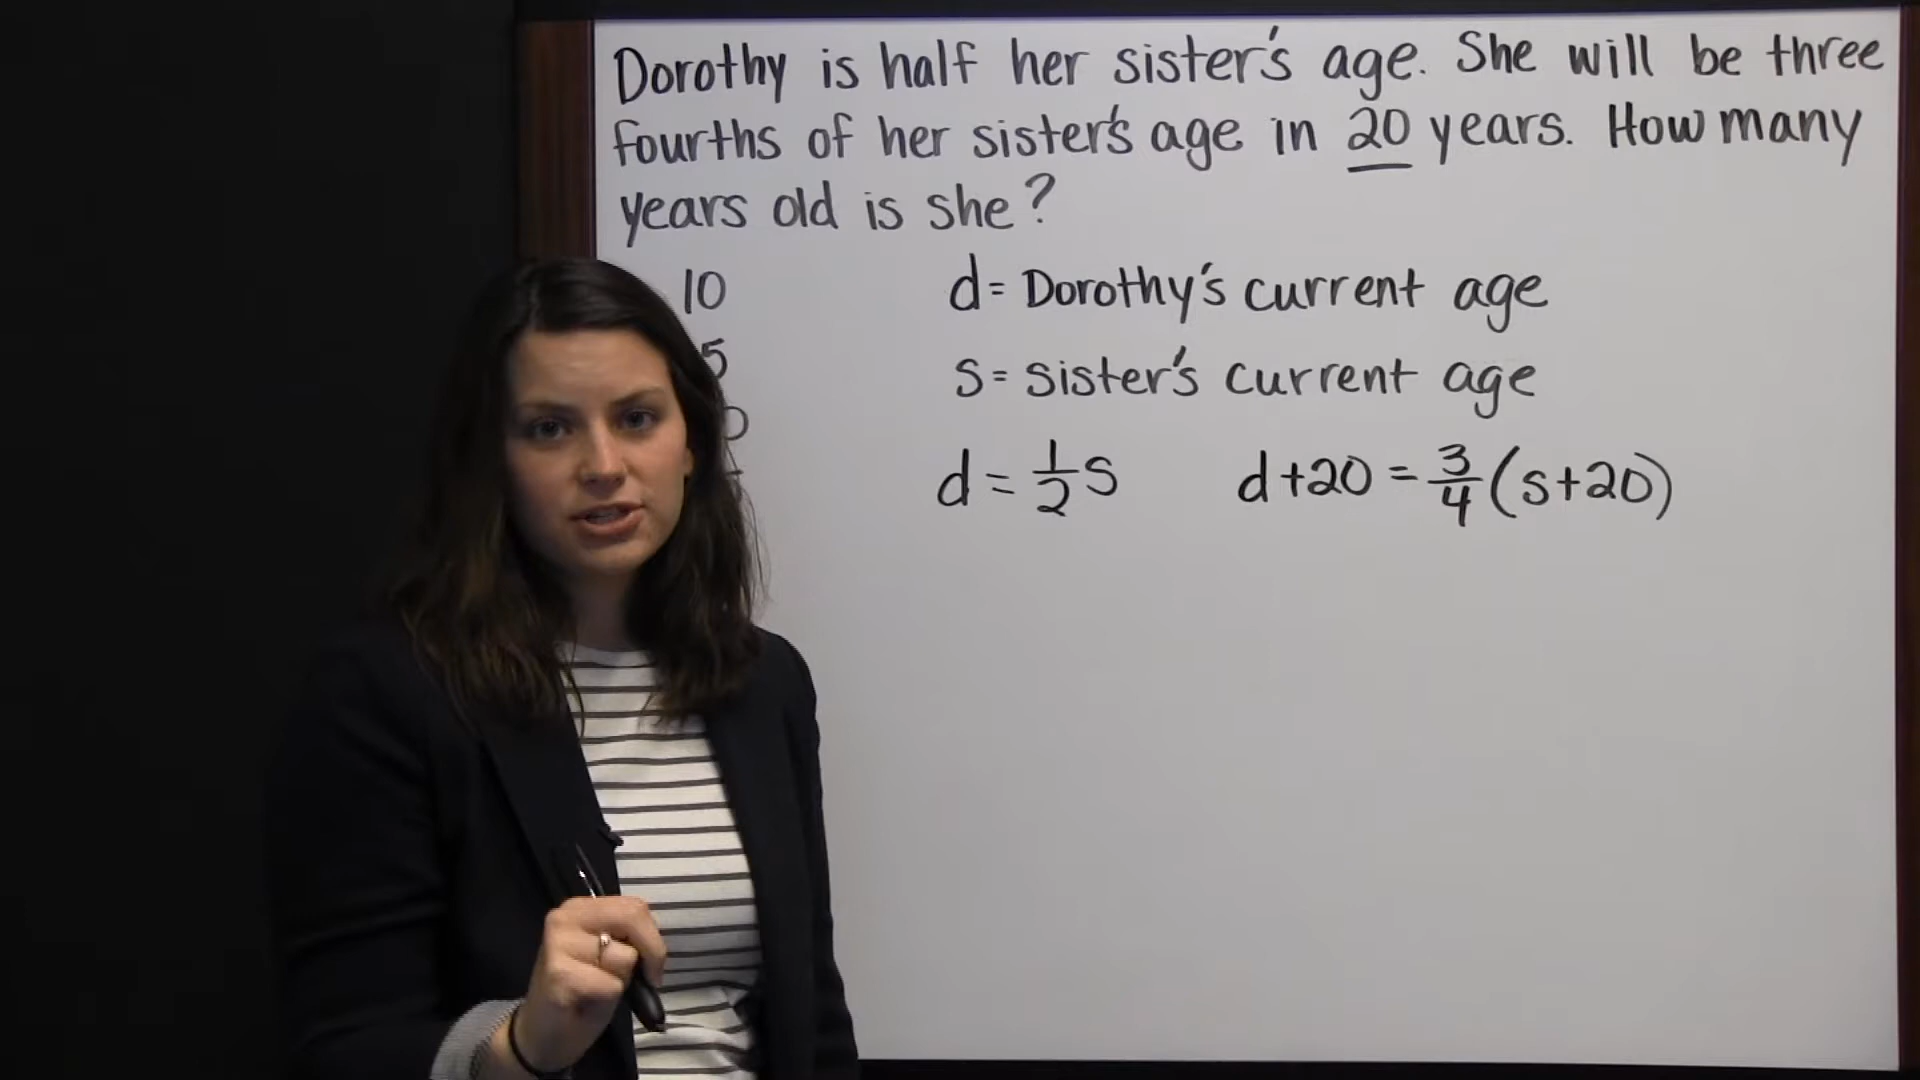 Dorothy is half her sister's age. She will be three
fourths of her sister's age in 20 years. How many
years old is she?
10
5
d = Dorothy's current age
s = sister's current age
d = 1/2 s
d + 20 = 3/4 (s + 20)